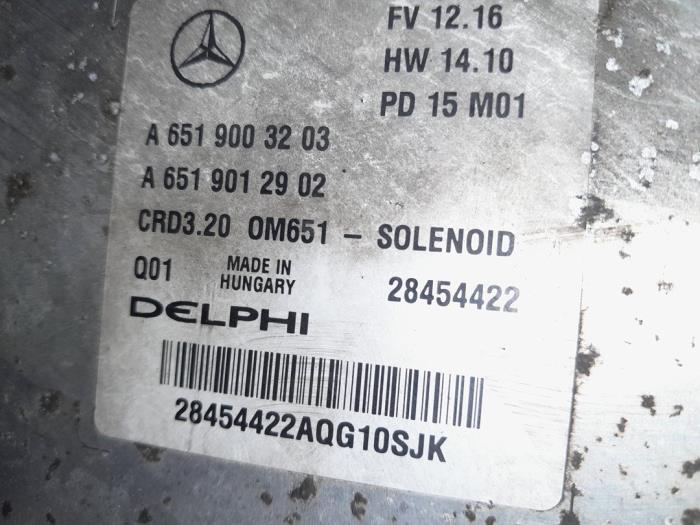 FV 12.16
HW 14.10
PD 15 M01
A 651 900 32 03
A 651 901 29 02
CRD3.20 OM651 - SOLENOID
Q01 MADE IN HUNGARY 28454422
DELPHI
28454422AQG10SJK